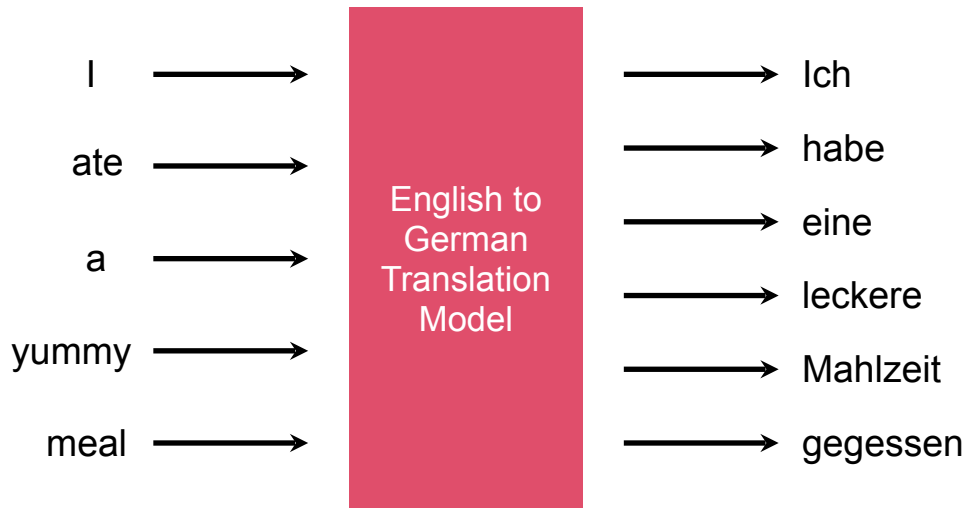 I
ate
a
yummy
meal
English to
German
Translation
Model
Ich
habe
eine
leckere
Mahlzeit
gegessen